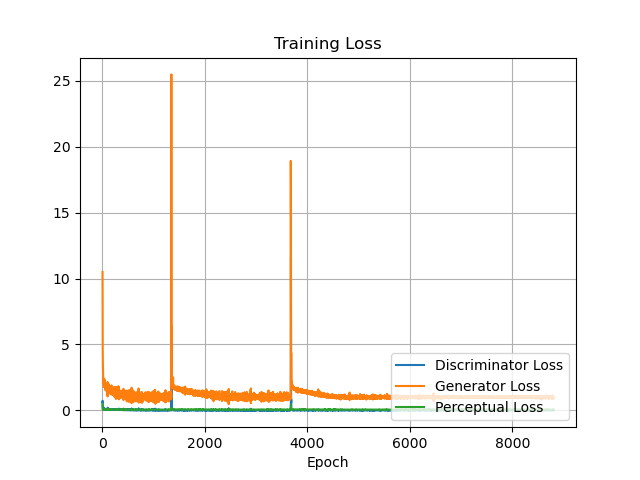 Training Loss
25
20
15
10
5
0
Discriminator Loss
Generator Loss
Perceptual Loss
0 2000 4000 6000 8000
Epoch